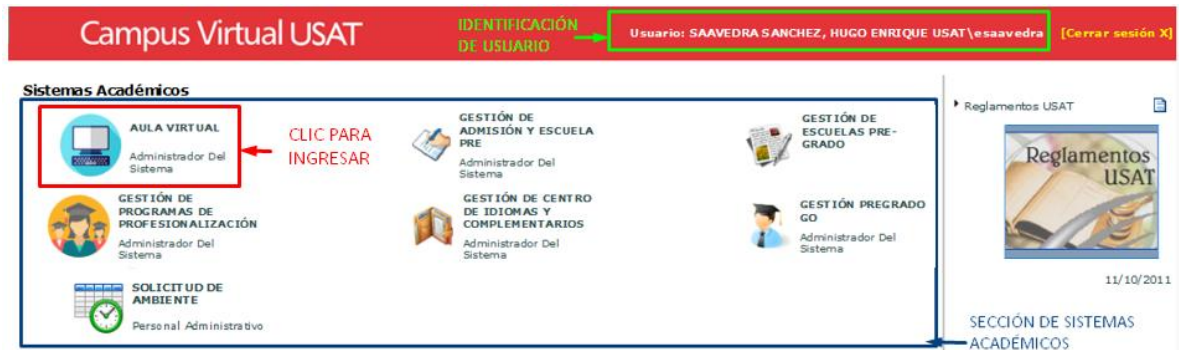 Campus Virtual USAT
IDENTIFICACIÓN
DE USUARIO
Usuario: SAAVEDRA SANCHEZ, HUGO ENRIQUE USAT\esaavedra
[Cerrar sesión X]
Sistemas Académicos
AULA VIRTUAL
Administrador Del
Sistema
CLIC PARA
INGRESAR
GESTIÓN DE
ADMISIÓN Y ESCUELA
PRE
Administrador Del
Sistema
GESTIÓN DE
ESCUELAS PRE-
GRADO
GESTIÓN DE
PROGRAMAS DE
PROFESIONALIZACIÓN
Administrador Del
Sistema
GESTIÓN DE CENTRO
DE IDIOMAS Y
COMPLEMENTARIOS
Administrador Del
Sistema
GESTIÓN PREGRADO
GO
Administrador Del
Sistema
SOLICITUD DE
AMBIENTE
Personal Administrativo
Reglamentos USAT
Reglamentos
USAT
11/10/2011
SECCIÓN DE SISTEMAS
ACADÉMICOS